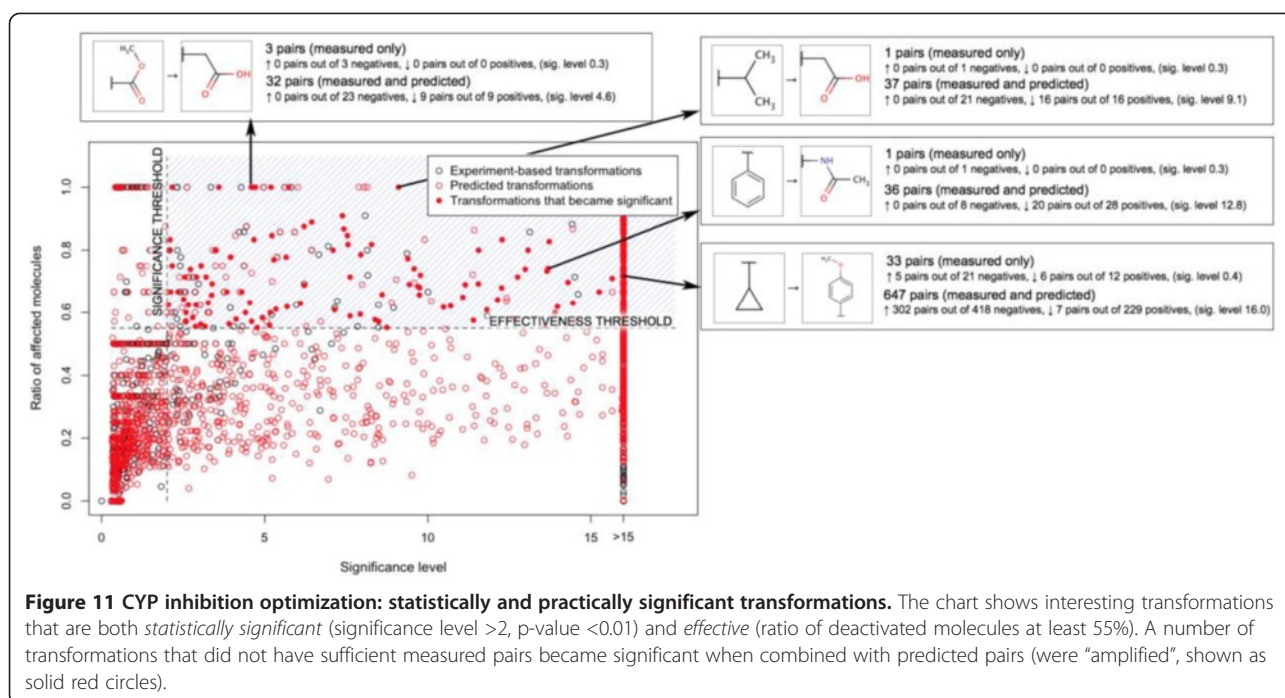 H₃C
O
O
→
OH
O
3 pairs (measured only)
↑ 0 pairs out of 3 negatives, ↓ 0 pairs out of 0 positives, (sig. level 0.3)
32 pairs (measured and predicted)
↑ 0 pairs out of 23 negatives, ↓ 9 pairs out of 9 positives, (sig. level 4.6)
CH₃
CH₃
→
OH
O
1 pairs (measured only)
↑ 0 pairs out of 1 negatives, ↓ 0 pairs out of 0 positives, (sig. level 0.3)
37 pairs (measured and predicted)
↑ 0 pairs out of 21 negatives, ↓ 16 pairs out of 16 positives, (sig. level 9.1)
→
NH
O
CH₃
1 pairs (measured only)
↑ 0 pairs out of 1 negatives, ↓ 0 pairs out of 0 positives, (sig. level 0.3)
36 pairs (measured and predicted)
↑ 0 pairs out of 8 negatives, ↓ 20 pairs out of 28 positives, (sig. level 12.8)
→
H₃C
O
33 pairs (measured only)
↑ 5 pairs out of 21 negatives, ↓ 6 pairs out of 12 positives, (sig. level 0.4)
647 pairs (measured and predicted)
↑ 302 pairs out of 418 negatives, ↓ 7 pairs out of 229 positives, (sig. level 16.0)
Experiment-based transformations
Predicted transformations
Transformations that became significant
SIGNIFICANCE THRESHOLD
EFFECTIVENESS THRESHOLD
Ratio of affected molecules
1.0
0.8
0.6
0.4
0.2
0.0
0 5 10 15 >15
Significance level
Figure 11 CYP inhibition optimization: statistically and practically significant transformations. The chart shows interesting transformations
that are both statistically significant (significance level >2, p-value <0.01) and effective (ratio of deactivated molecules at least 55%). A number of
transformations that did not have sufficient measured pairs became significant when combined with predicted pairs (were “amplified”, shown as
solid red circles).